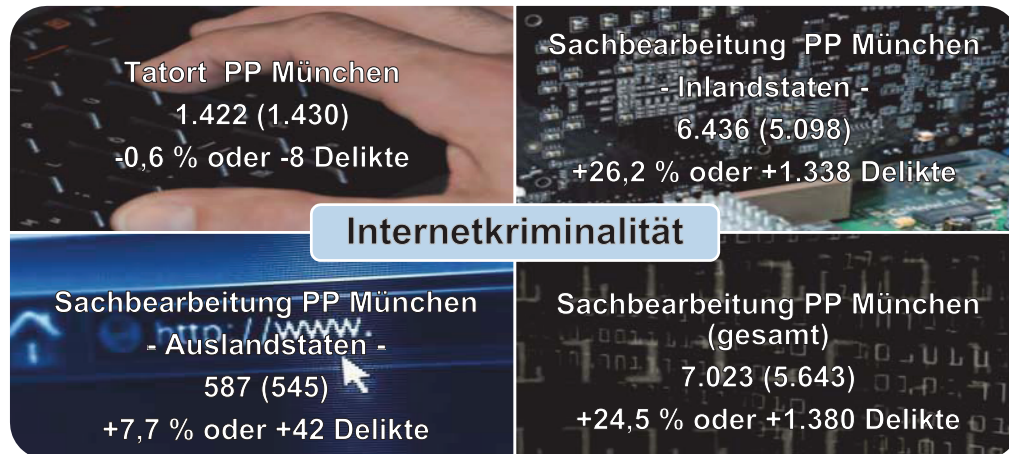 Tatort PP München
1.422 (1.430)
-0,6 % oder -8 Delikte
Sachbearbeitung PP München
- Inlandstaten -
6.436 (5.098)
+26,2 % oder +1.338 Delikte
Internetkriminalität
Sachbearbeitung PP München
http://www.
- Auslandstaten -
587 (545)
+7,7 % oder +42 Delikte
Sachbearbeitung PP München
(gesamt)
7.023 (5.643)
+24,5 % oder +1.380 Delikte